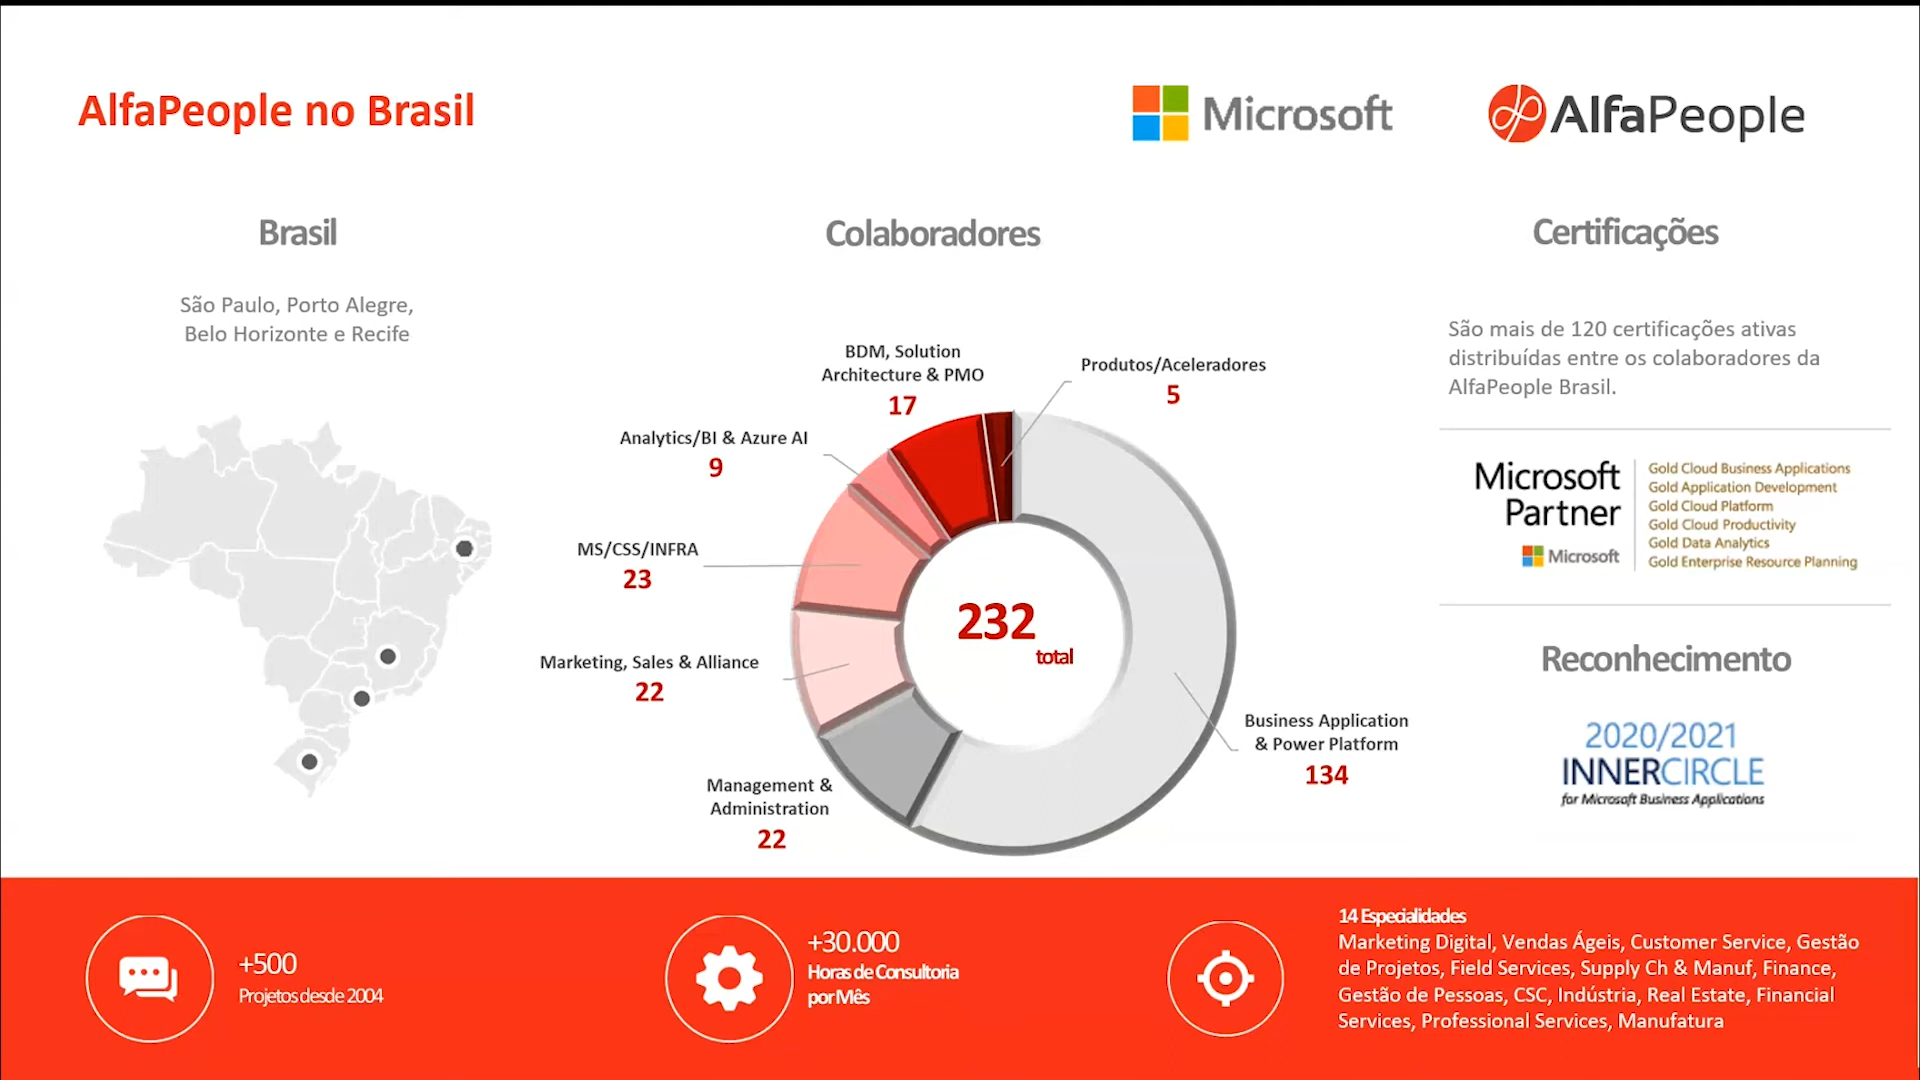 AlfaPeople no Brasil
Microsoft
AlfaPeople
Brasil
São Paulo, Porto Alegre,
Belo Horizonte e Recife
Colaboradores
BDM, Solution
Architecture & PMO
17
Produtos/Aceleradores
5
Analytics/BI & Azure AI
9
MS/CSS/INFRA
23
Marketing, Sales & Alliance
22
Management &
Administration
22
232
total
Business Application
& Power Platform
134
Certificações
São mais de 120 certificações ativas
distribuídas entre os colaboradores da
AlfaPeople Brasil.
Microsoft
Partner
Microsoft
Gold Cloud Business Applications
Gold Application Development
Gold Cloud Platform
Gold Cloud Productivity
Gold Data Analytics
Gold Enterprise Resource Planning
Reconhecimento
2020/2021
INNERCIRCLE
for Microsoft Business Applications
+500
Projetos desde 2004
+30.000
Horas de Consultoria
por Mês
14 Especialidades
Marketing Digital, Vendas Ágeis, Customer Service, Gestão
de Projetos, Field Services, Supply Ch & Manuf, Finance,
Gestão de Pessoas, CSC, Indústria, Real Estate, Financial
Services, Professional Services, Manufatura